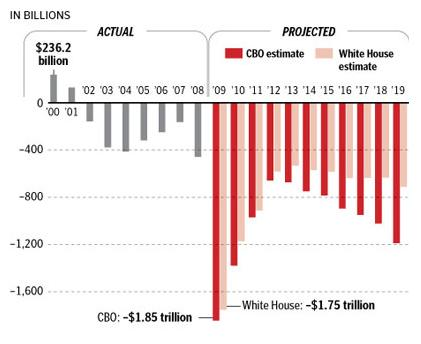 IN BILLIONS
ACTUAL
PROJECTED
$236.2
billion
CBO estimate
White House
estimate
'02 '03 '04 '05 '06 '07 '08 '09 '10 '11 '12 '13 '14 '15 '16 '17 '18 '19
0
'00 '01
–400
–800
–1,200
–1,600
White House: –$1.75 trillion
CBO: –$1.85 trillion